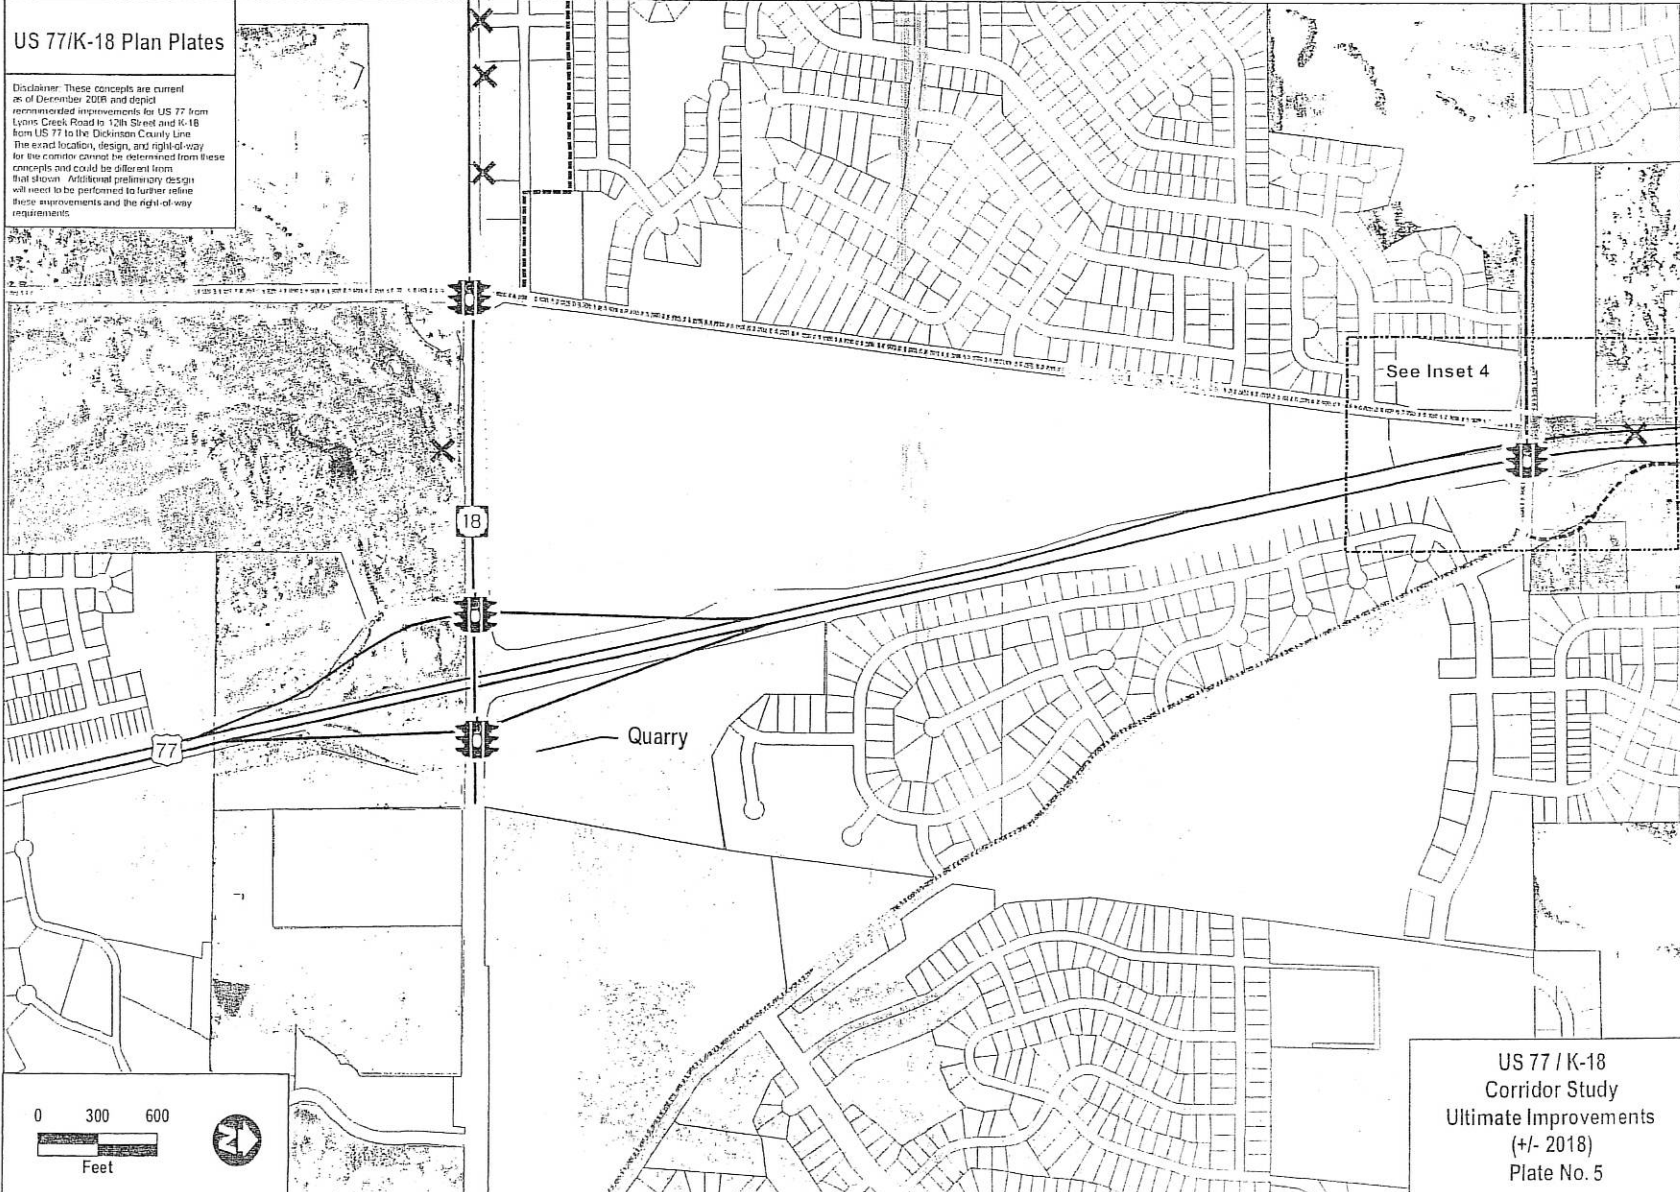 US 77/K-18 Plan Plates
Disclaimer: These concepts are current
as of December 2008 and depict
recommended improvements for US 77 from
Lyons Creek Road to 12th Street and K-18
from US 77 to the Dickinson County Line
The exact location, design, and right-of-way
for the corridor cannot be determined from these
concepts and could be different from
that shown. Additional preliminary design
will need to be performed to further refine
these improvements and the right-of-way
requirements
See Inset 4
18
77
Quarry
0 300 600
Feet
N
US 77 / K-18
Corridor Study
Ultimate Improvements
(+/- 2018)
Plate No. 5